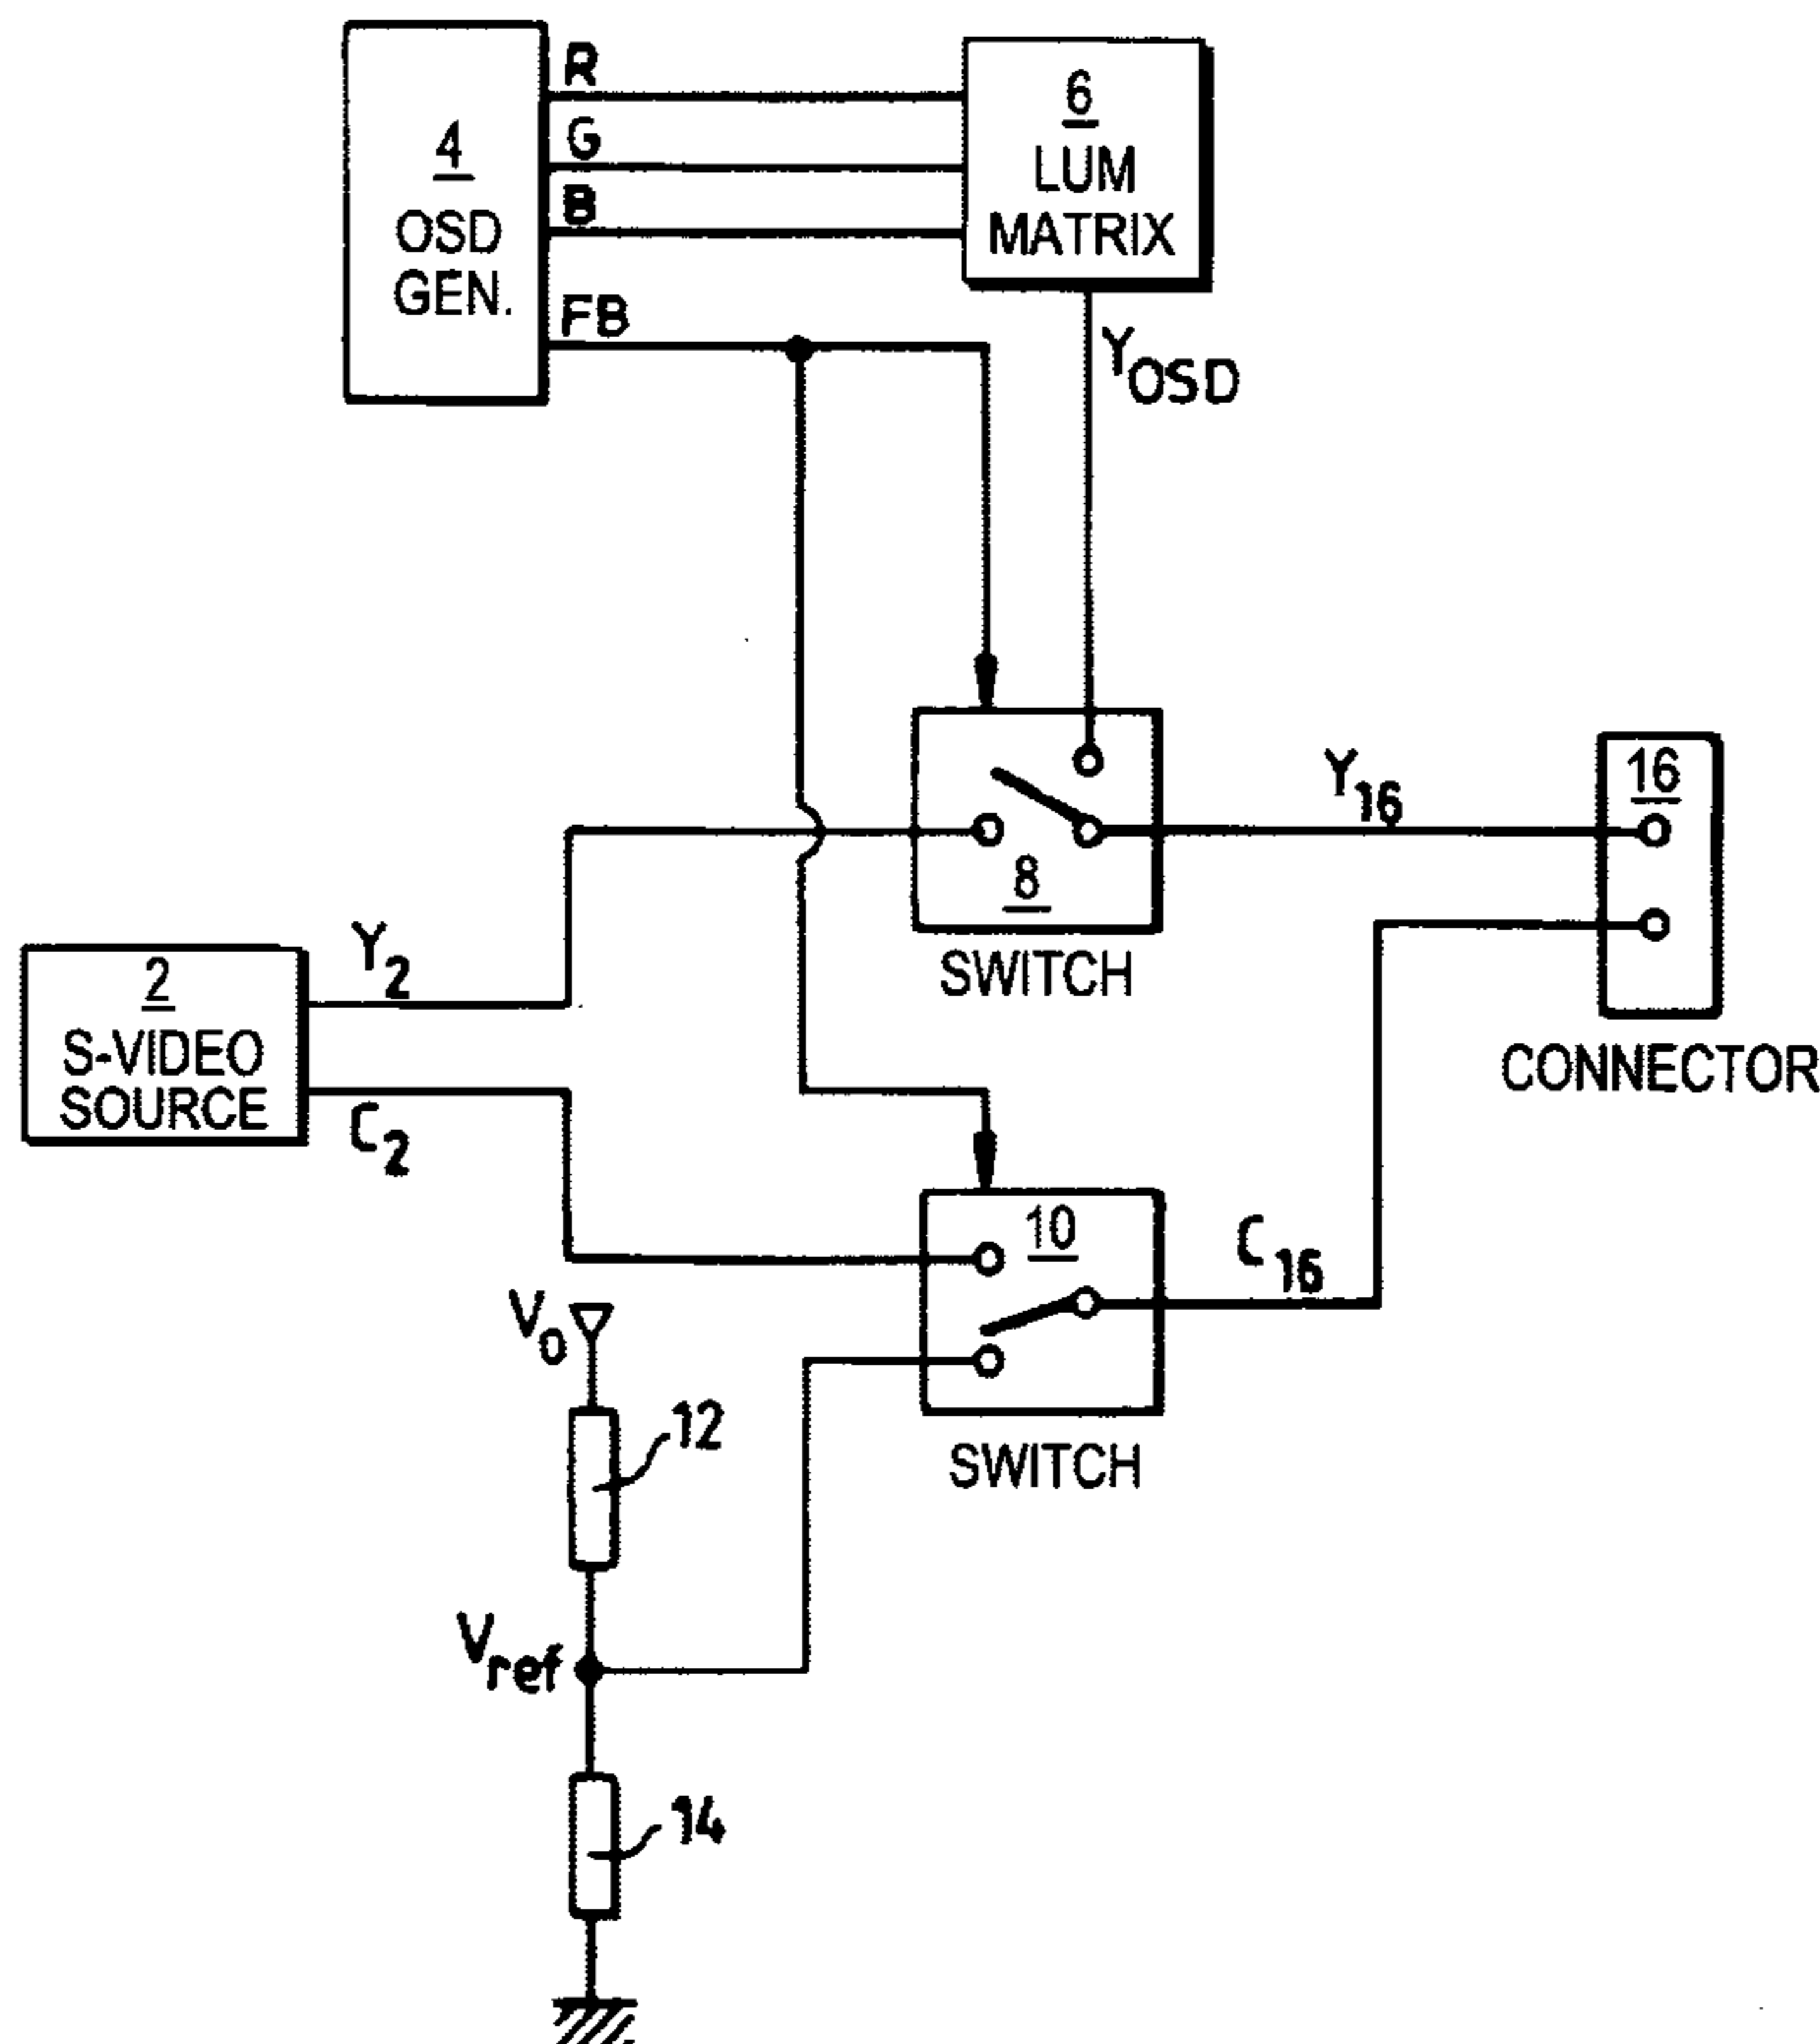 R
G
B
FB
4
OSD
GEN.
6
LUM
MATRIX
YOSD
8
SWITCH
Y16
16
CONNECTOR
Y2
2
S-VIDEO
SOURCE
C2
10
SWITCH
C16
Vo
12
Vref
14